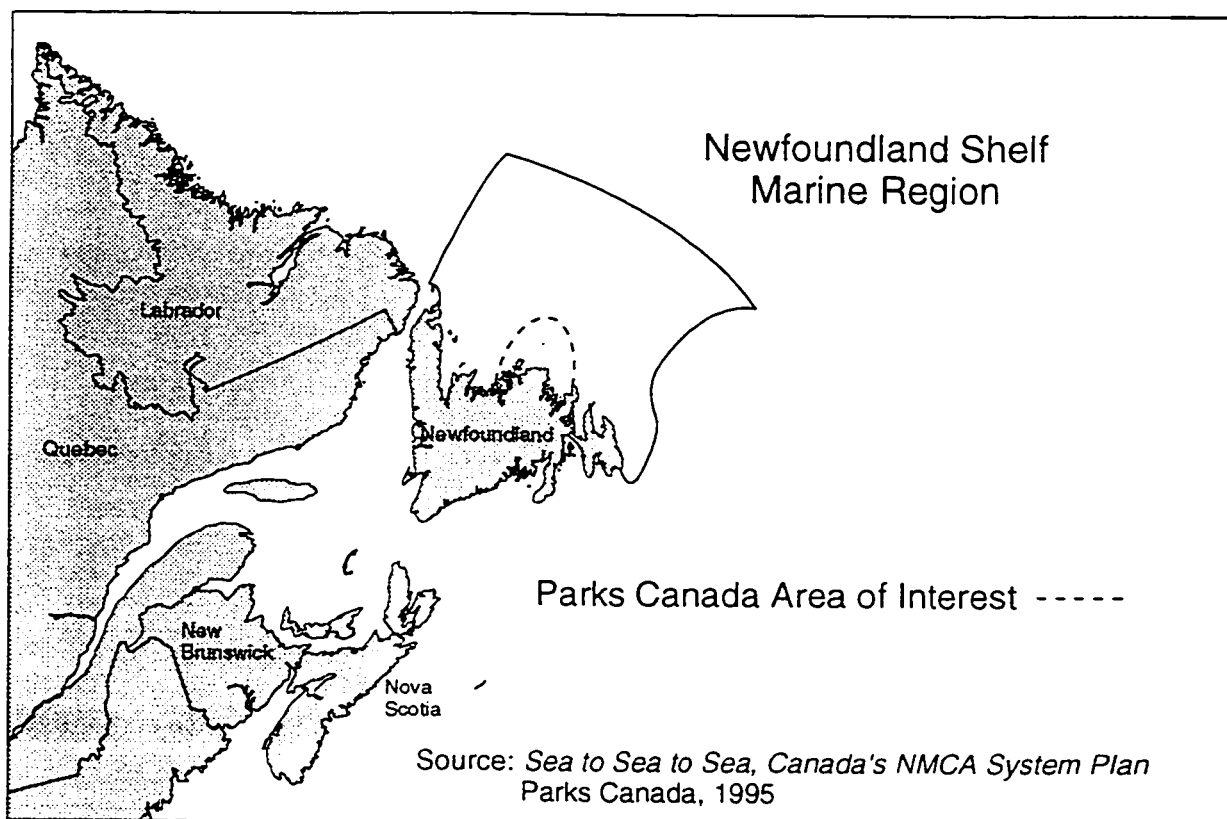 Newfoundland Shelf
Marine Region
Labrador
Quebec
Newfoundland
Parks Canada Area of Interest -----
New
Brunswick
Nova
Scotia
Source: Sea to Sea to Sea, Canada's NMCA System Plan
Parks Canada, 1995